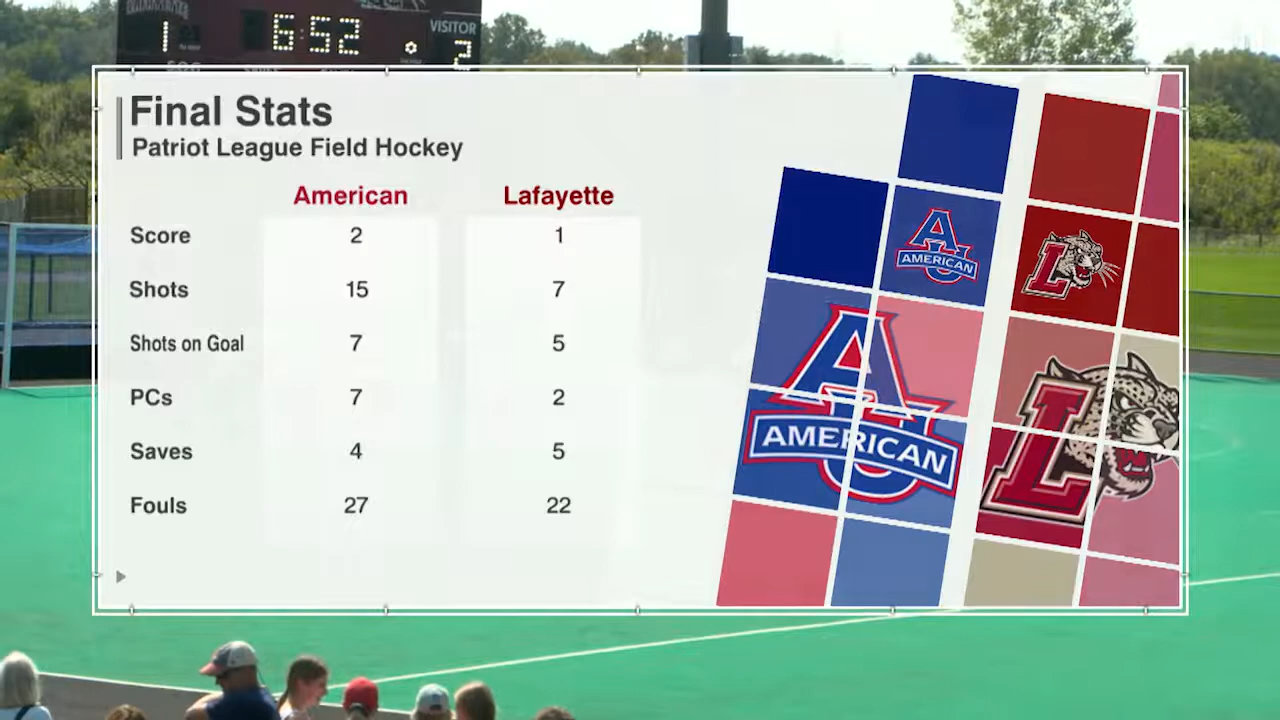 1 6:52 VISITOR
2
Final Stats
Patriot League Field Hockey
American Lafayette
Score 2 1
Shots 15 7
Shots on Goal 7 5
PCs 7 2
Saves 4 5
Fouls 27 22
A
AMERICAN
L
A
AMERICAN
L